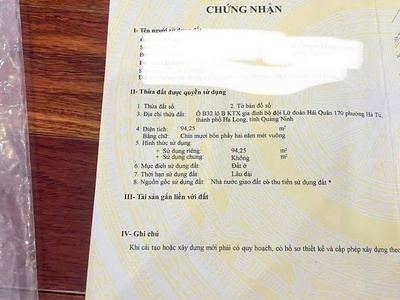 CHỨNG NHẬN
I- Tên người sử dụng đất
II- Thửa đất được quyền sử dụng
1. Thửa đất số: 2. Tờ bản đồ số:
3. Địa chỉ thửa đất: Ô B32 lô B KTX gia đình bộ đội Lữ đoàn Hải Quân 170 phường Hà Tu,
thành phố Hạ Long, tỉnh Quảng Ninh
4. Diện tích: 94,25 m²
Bằng chữ: Chín mươi bốn phẩy hai năm mét vuông
5. Hình thức sử dụng:
+ Sử dụng riêng: 94,25 m²
+ Sử dụng chung: Không m²
6. Mục đích sử dụng đất: Đất ở
7. Thời hạn sử dụng đất: Lâu dài
8. Nguồn gốc sử dụng đất: Nhà nước giao đất có thu tiền sử dụng đất *
III- Tài sản gắn liền với đất
IV- Ghi chú
Khi cải tạo hoặc xây dựng mới phải có quy hoạch, có hồ sơ thiết kế và cấp phép xây dựng theo